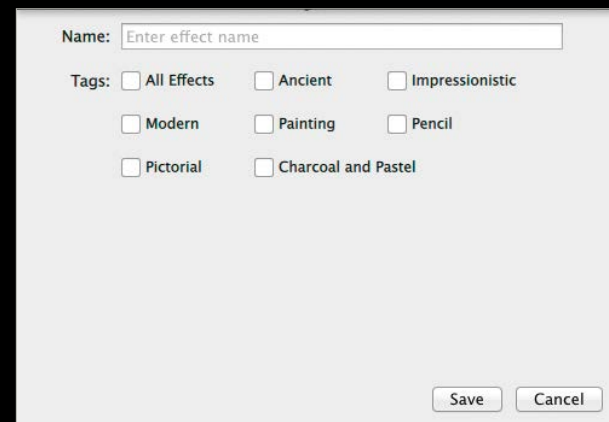 Name: Enter effect name
Tags: All Effects Ancient Impressionistic
Modern Painting Pencil
Pictorial Charcoal and Pastel
Save Cancel